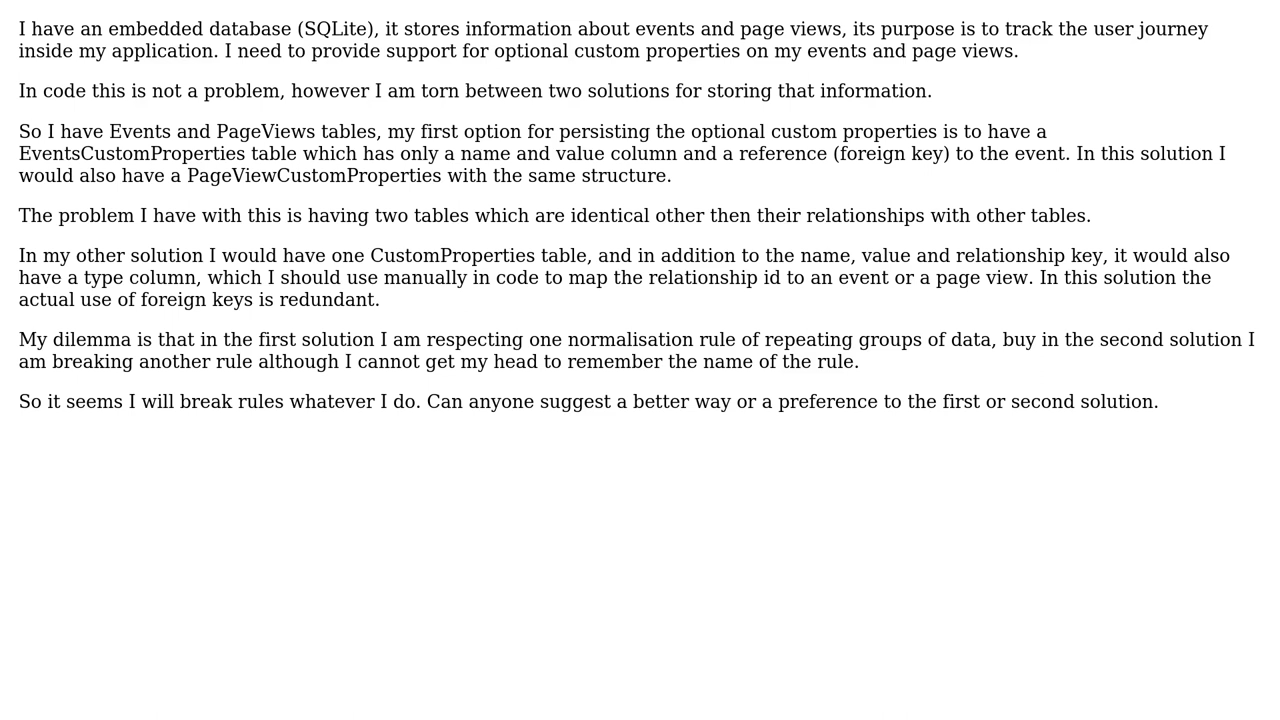 I have an embedded database (SQLite), it stores information about events and page views, its purpose is to track the user journey
inside my application. I need to provide support for optional custom properties on my events and page views.
In code this is not a problem, however I am torn between two solutions for storing that information.
So I have Events and PageViews tables, my first option for persisting the optional custom properties is to have a
EventsCustomProperties table which has only a name and value column and a reference (foreign key) to the event. In this solution I
would also have a PageViewCustomProperties with the same structure.
The problem I have with this is having two tables which are identical other then their relationships with other tables.
In my other solution I would have one CustomProperties table, and in addition to the name, value and relationship key, it would also
have a type column, which I should use manually in code to map the relationship id to an event or a page view. In this solution the
actual use of foreign keys is redundant.
My dilemma is that in the first solution I am respecting one normalisation rule of repeating groups of data, buy in the second solution I
am breaking another rule although I cannot get my head to remember the name of the rule.
So it seems I will break rules whatever I do. Can anyone suggest a better way or a preference to the first or second solution.